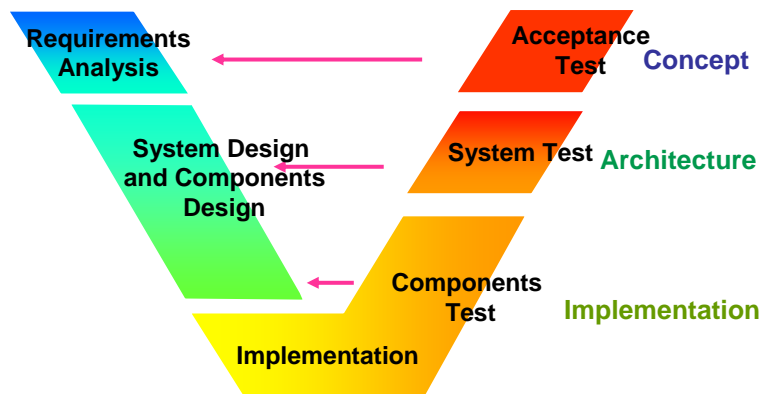 Requirements
Analysis
Acceptance
Test
Concept
System Design
and Components
Design
System Test
Architecture
Components
Test
Implementation
Implementation